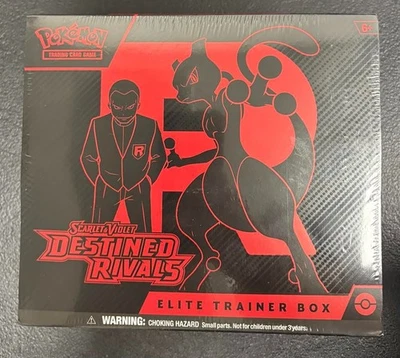 POKÉMON
TRADING CARD GAME
R
SCARLET & VIOLET
DESTINED
RIVALS
ELITE TRAINER BOX
WARNING: CHOKING HAZARD Small parts. Not for children under 3 years.